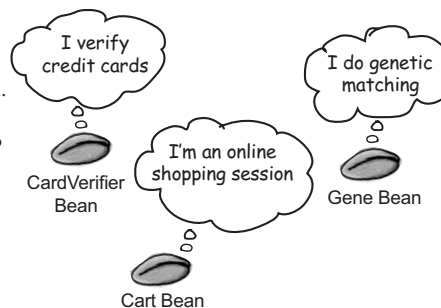 I verify
credit cards
CardVerifier
Bean
I'm an online
shopping session
Cart Bean
I do genetic
matching
Gene Bean